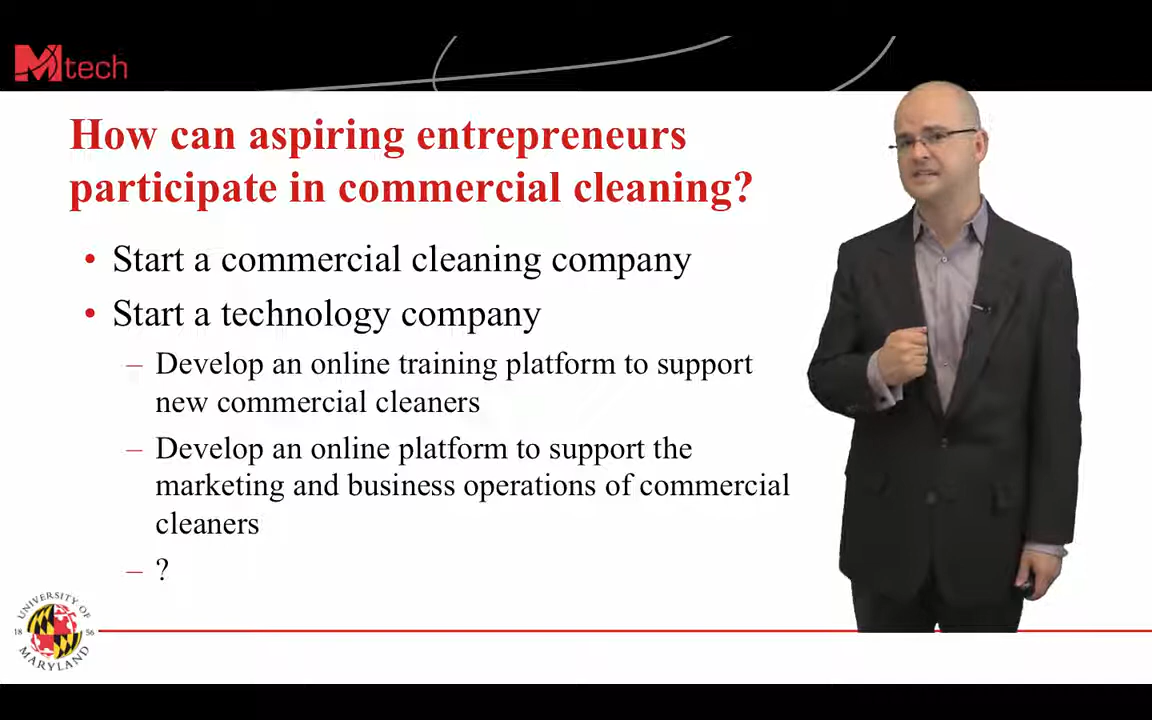 Mtech
How can aspiring entrepreneurs
participate in commercial cleaning?
• Start a commercial cleaning company
• Start a technology company
– Develop an online training platform to support
new commercial cleaners
– Develop an online platform to support the
marketing and business operations of commercial
cleaners
– ?
UNIVERSITY OF
18 56
MARYLAND